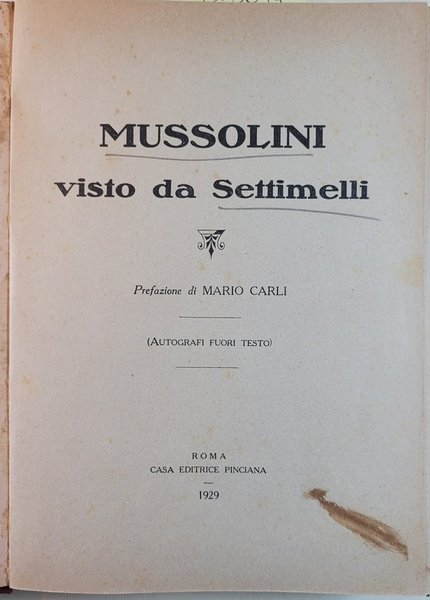 MUSSOLINI
visto da Settimelli
Prefazione di MARIO CARLI
(AUTOGRAFI FUORI TESTO)
ROMA
CASA EDITRICE PINCIANA
1929